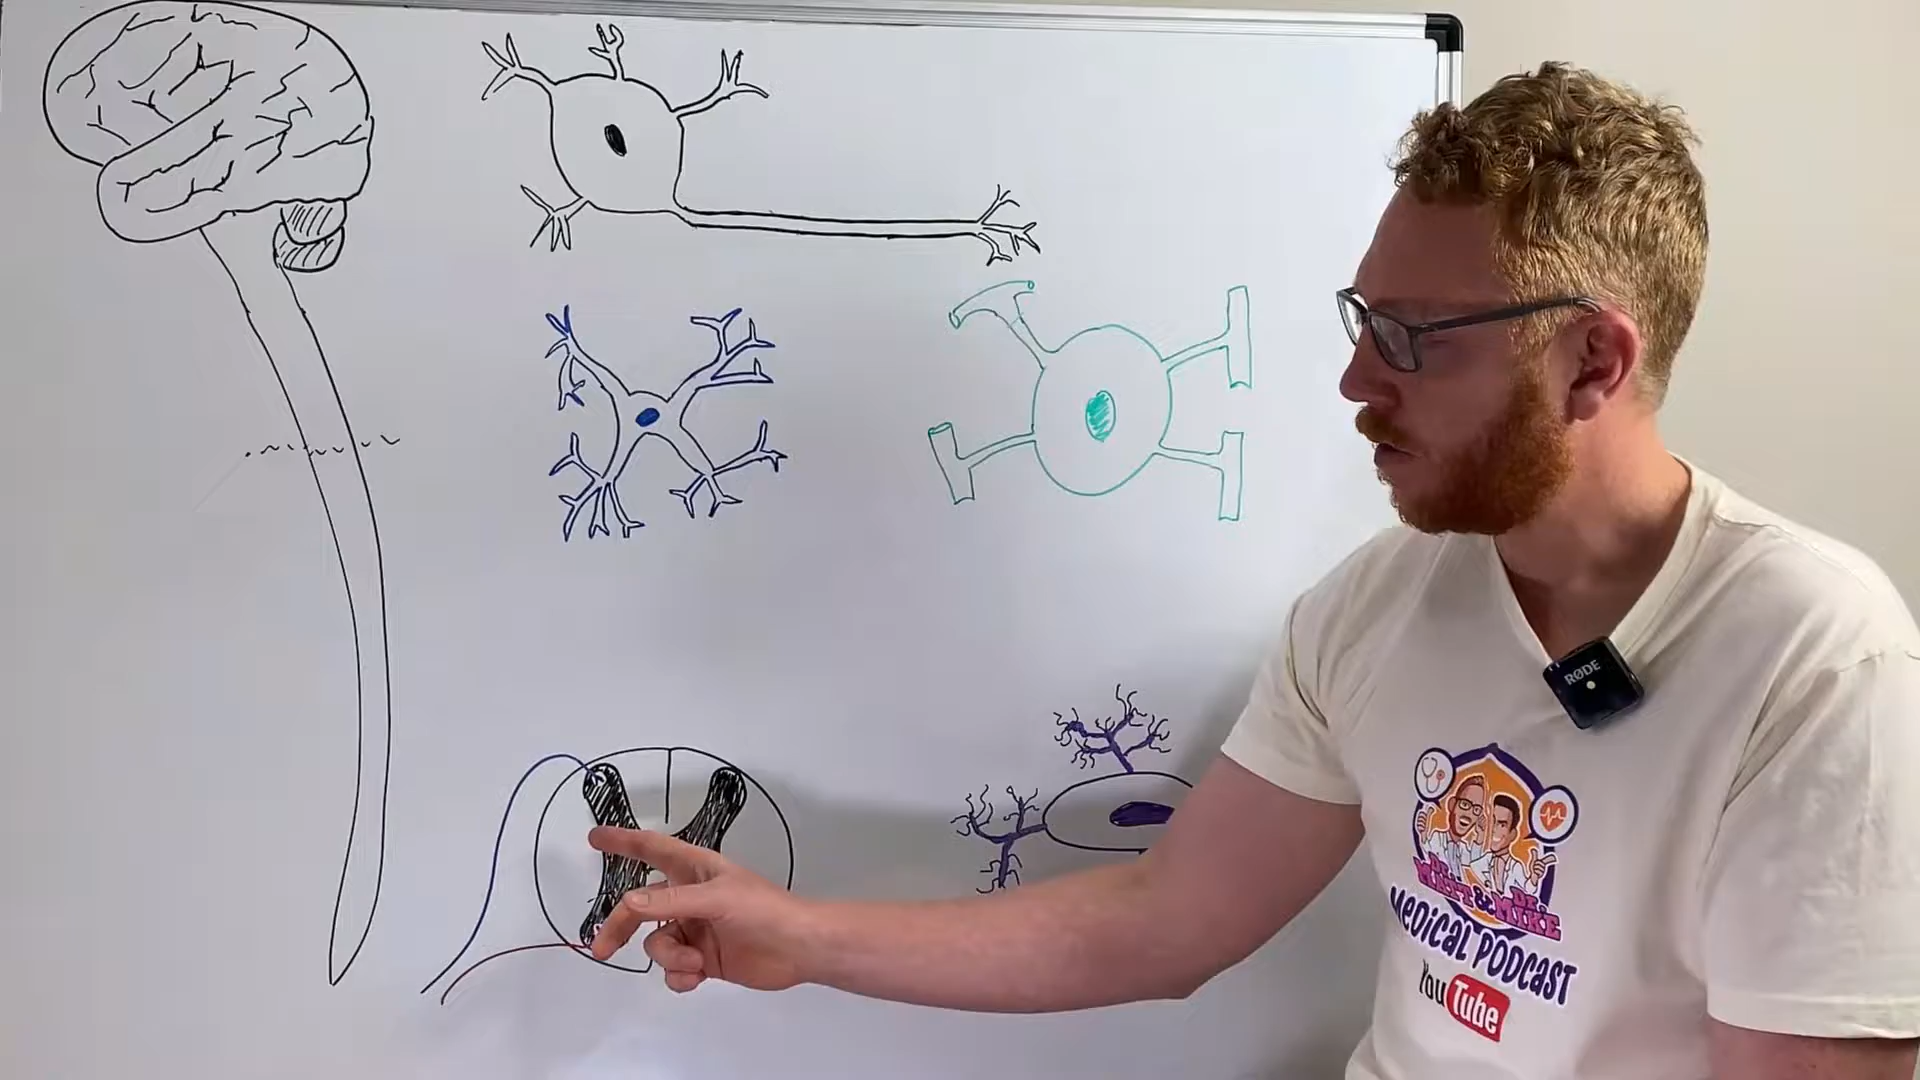 RØDE
Dr. Dr.
MATT & MIKE
MEDICAL PODCAST
YouTube